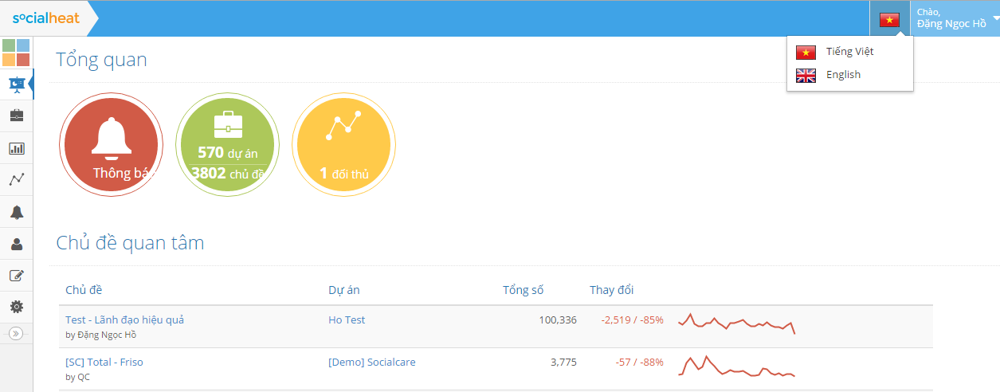 socialheat
Chào,
Đặng Ngọc Hồ
Tiếng Việt
English
Tổng quan
Thông bá
570 dự án
3802 chủ đề
1 đối thủ
Chủ đề quan tâm
Chủ đề Dự án Tổng số Thay đổi
Test - Lãnh đạo hiệu quả Ho Test 100,336 -2,519 / -85%
by Đặng Ngọc Hồ
[SC] Total - Friso [Demo] Socialcare 3,775 -57 / -88%
by QC